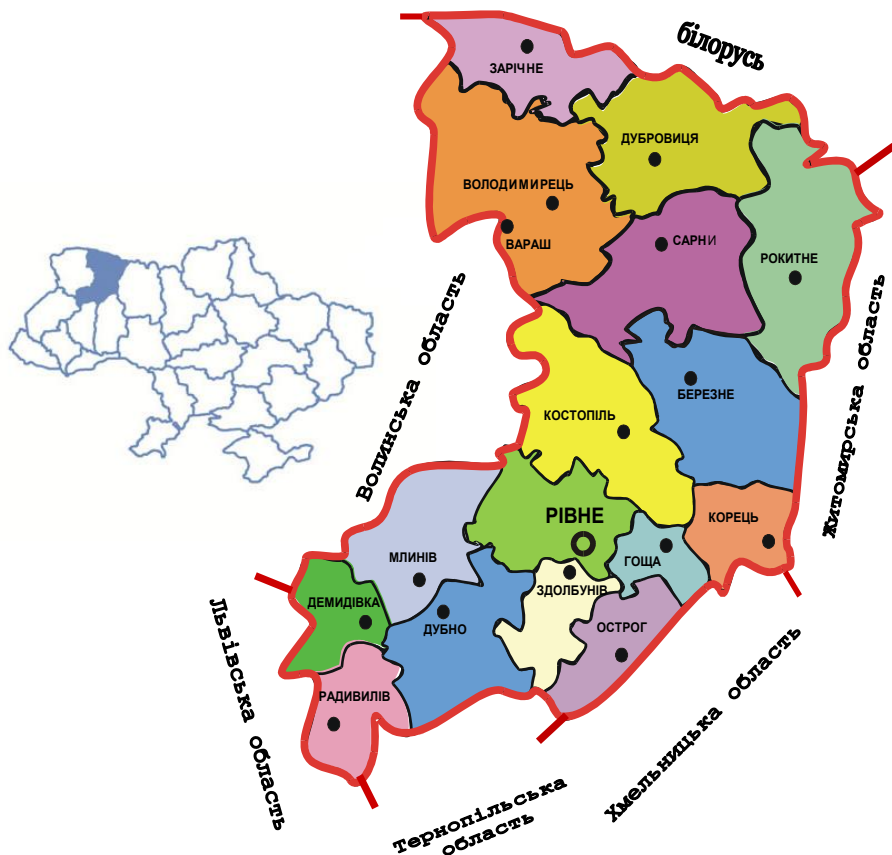 білорусь
ЗАРІЧНЕ
ДУБРОВИЦЯ
ВОЛОДИМИРЕЦЬ
ВАРАШ
САРНИ
РОКИТНЕ
Волинська область
Житомирська область
БЕРЕЗНЕ
КОСТОПІЛЬ
РІВНЕ
КОРЕЦЬ
МЛИНІВ
ГОЩА
ЗДОЛБУНІВ
ДЕМИДІВКА
ДУБНО
ОСТРОГ
РАДИВИЛІВ
Львівська область
Хмельницька область
Тернопільська
область